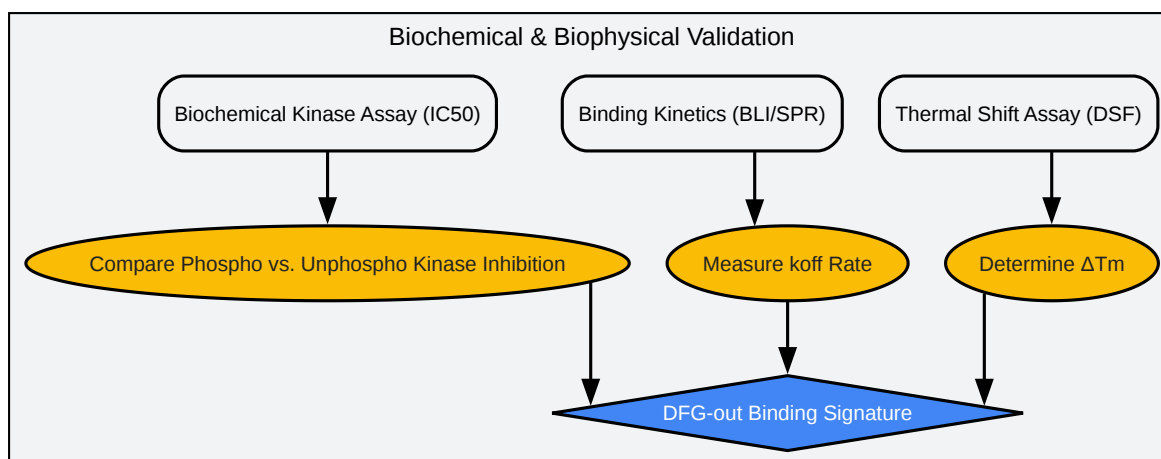 Biochemical & Biophysical Validation
Biochemical Kinase Assay (IC50)
Binding Kinetics (BLI/SPR)
Thermal Shift Assay (DSF)
Compare Phospho vs. Unphospho Kinase Inhibition
Measure koff Rate
Determine ΔTm
DFG-out Binding Signature